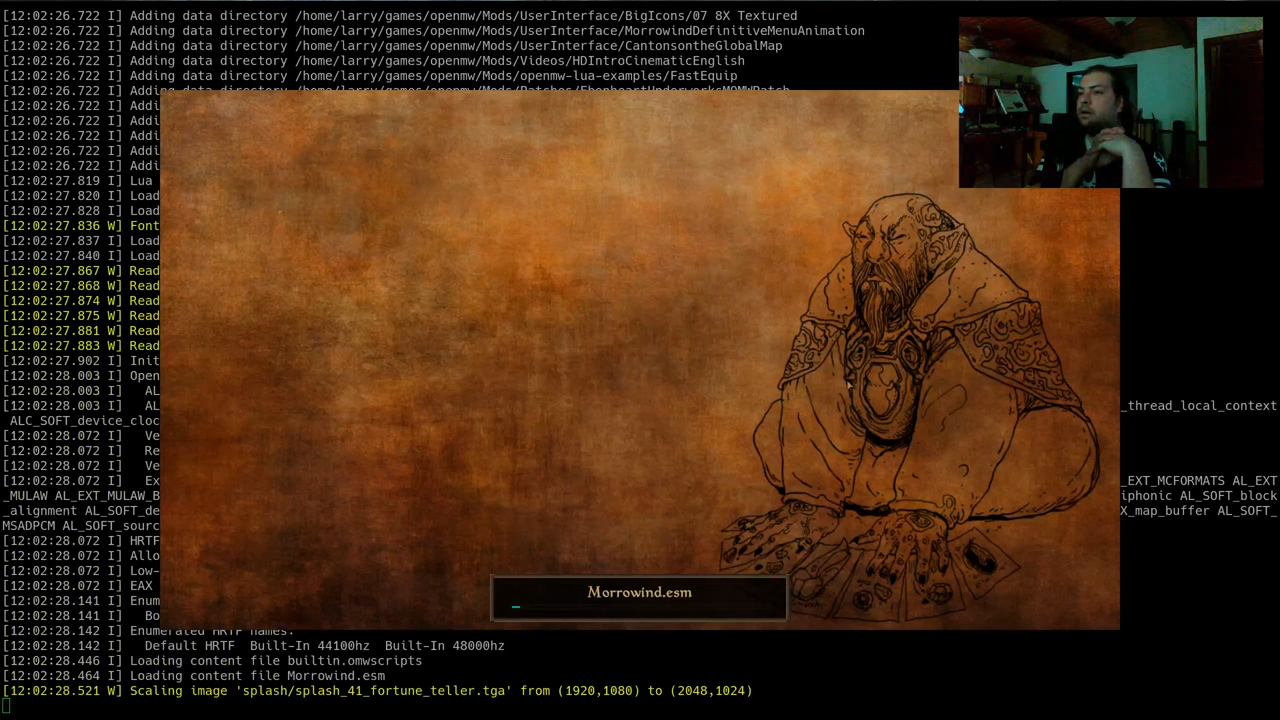 [12:02:26.722 I] Adding data directory /home/larry/games/openmw/Mods/UserInterface/BigIcons/07 8X Textured
[12:02:26.722 I] Adding data directory /home/larry/games/openmw/Mods/UserInterface/MorrowindDefinitiveMenuAnimation
[12:02:26.722 I] Adding data directory /home/larry/games/openmw/Mods/UserInterface/CantonsontheGlobalMap
[12:02:26.722 I] Adding data directory /home/larry/games/openmw/Mods/Videos/HDIntroCinematicEnglish
[12:02:26.722 I] Adding data directory /home/larry/games/openmw/Mods/openmw-lua-examples/FastEquip
[12:02:26.722 I] Adding data directory /home/larry/games/openmw/Mods/Patches/EbenheartUnderworksMOMWPatch
[12:02:26.722 I] Addi
[12:02:26.722 I] Addi
[12:02:26.722 I] Addi
[12:02:26.722 I] Addi
[12:02:26.722 I] Addi
[12:02:27.819 I] Lua
[12:02:27.820 I] Load
[12:02:27.828 I] Load
[12:02:27.836 W] Font
[12:02:27.837 I] Load
[12:02:27.840 I] Load
[12:02:27.867 W] Read
[12:02:27.868 W] Read
[12:02:27.874 W] Read
[12:02:27.875 W] Read
[12:02:27.881 W] Read
[12:02:27.883 W] Read
[12:02:27.902 I] Init
[12:02:28.003 I] Open
[12:02:28.003 I] AL
[12:02:28.003 I] AL _thread_local_context
ALC_SOFT_device_cloc
[12:02:28.072 I] Ve
[12:02:28.072 I] Re
[12:02:28.072 I] Ve
[12:02:28.072 I] Ex _EXT_MCFORMATS AL_EXT
_MULAW AL_EXT_MULAW_B iphonic AL_SOFT_block
_alignment AL_SOFT_de X_map_buffer AL_SOFT_
MSADPCM AL_SOFT_sourc
[12:02:28.072 I] HRTF
[12:02:28.072 I] Allo
[12:02:28.072 I] Low-
[12:02:28.072 I] EAX
[12:02:28.141 I] Enum
[12:02:28.141 I] Bo
Morrowind.esm
[12:02:28.142 I] Enumerated HRTF names:
[12:02:28.142 I] Default HRTF Built-In 44100hz Built-In 48000hz
[12:02:28.446 I] Loading content file builtin.omwscripts
[12:02:28.464 I] Loading content file Morrowind.esm
[12:02:28.521 W] Scaling image 'splash/splash_41_fortune_teller.tga' from (1920,1080) to (2048,1024)